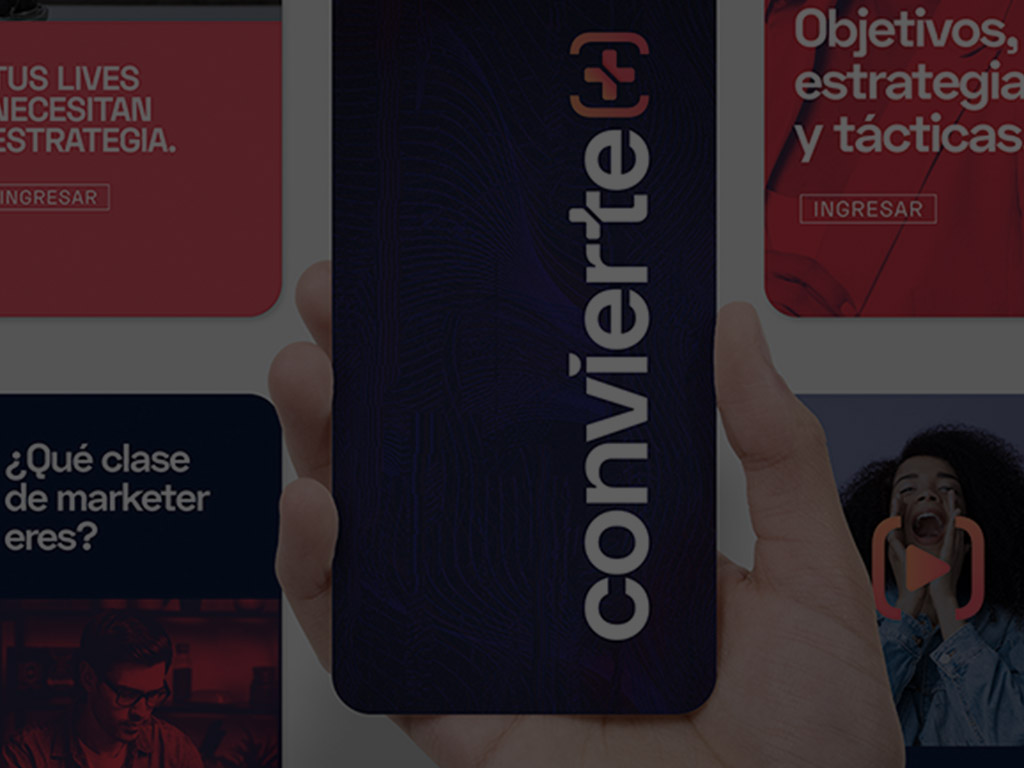 TUS LIVES
NECESITAN
ESTRATEGIA.
INGRESAR
convierte[+]
Objetivos,
estrategia
y tácticas
INGRESAR
¿Qué clase
de marketer
eres?